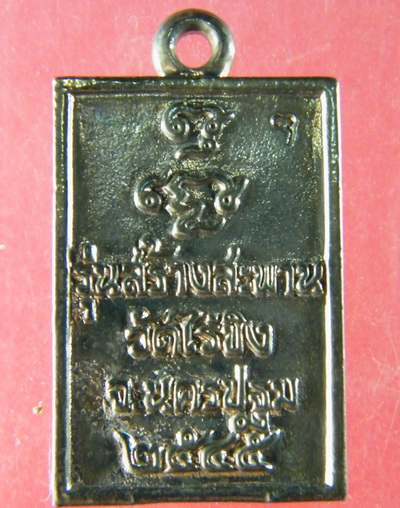 รุ่นสร้างสะพาน
วัดไร่ขิง
จ.นครปฐม
๒๕๔๕